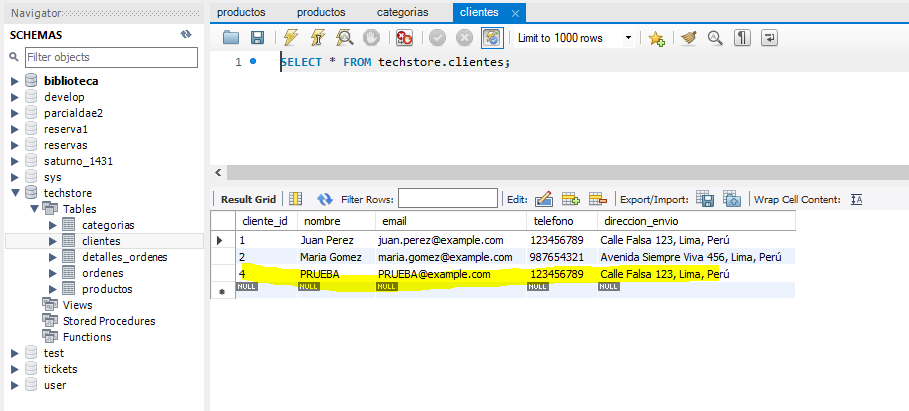 Navigator
SCHEMAS
Filter objects
biblioteca
develop
parcialdae2
reserva1
reservas
saturno_1431
sys
techstore
Tables
categorias
clientes
detalles_ordenes
ordenes
productos
Views
Stored Procedures
Functions
test
tickets
user
productos productos categorias clientes ×
Limit to 1000 rows
1 SELECT * FROM techstore.clientes;
Result Grid Filter Rows: Edit: Export/Import: Wrap Cell Content: IA
cliente_id nombre email telefono direccion_envio
1 Juan Perez juan.perez@example.com 123456789 Calle Falsa 123, Lima, Perú
2 Maria Gomez maria.gomez@example.com 987654321 Avenida Siempre Viva 456, Lima, Perú
4 PRUEBA PRUEBA@example.com 123456789 Calle Falsa 123, Lima, Perú
NULL NULL NULL NULL NULL